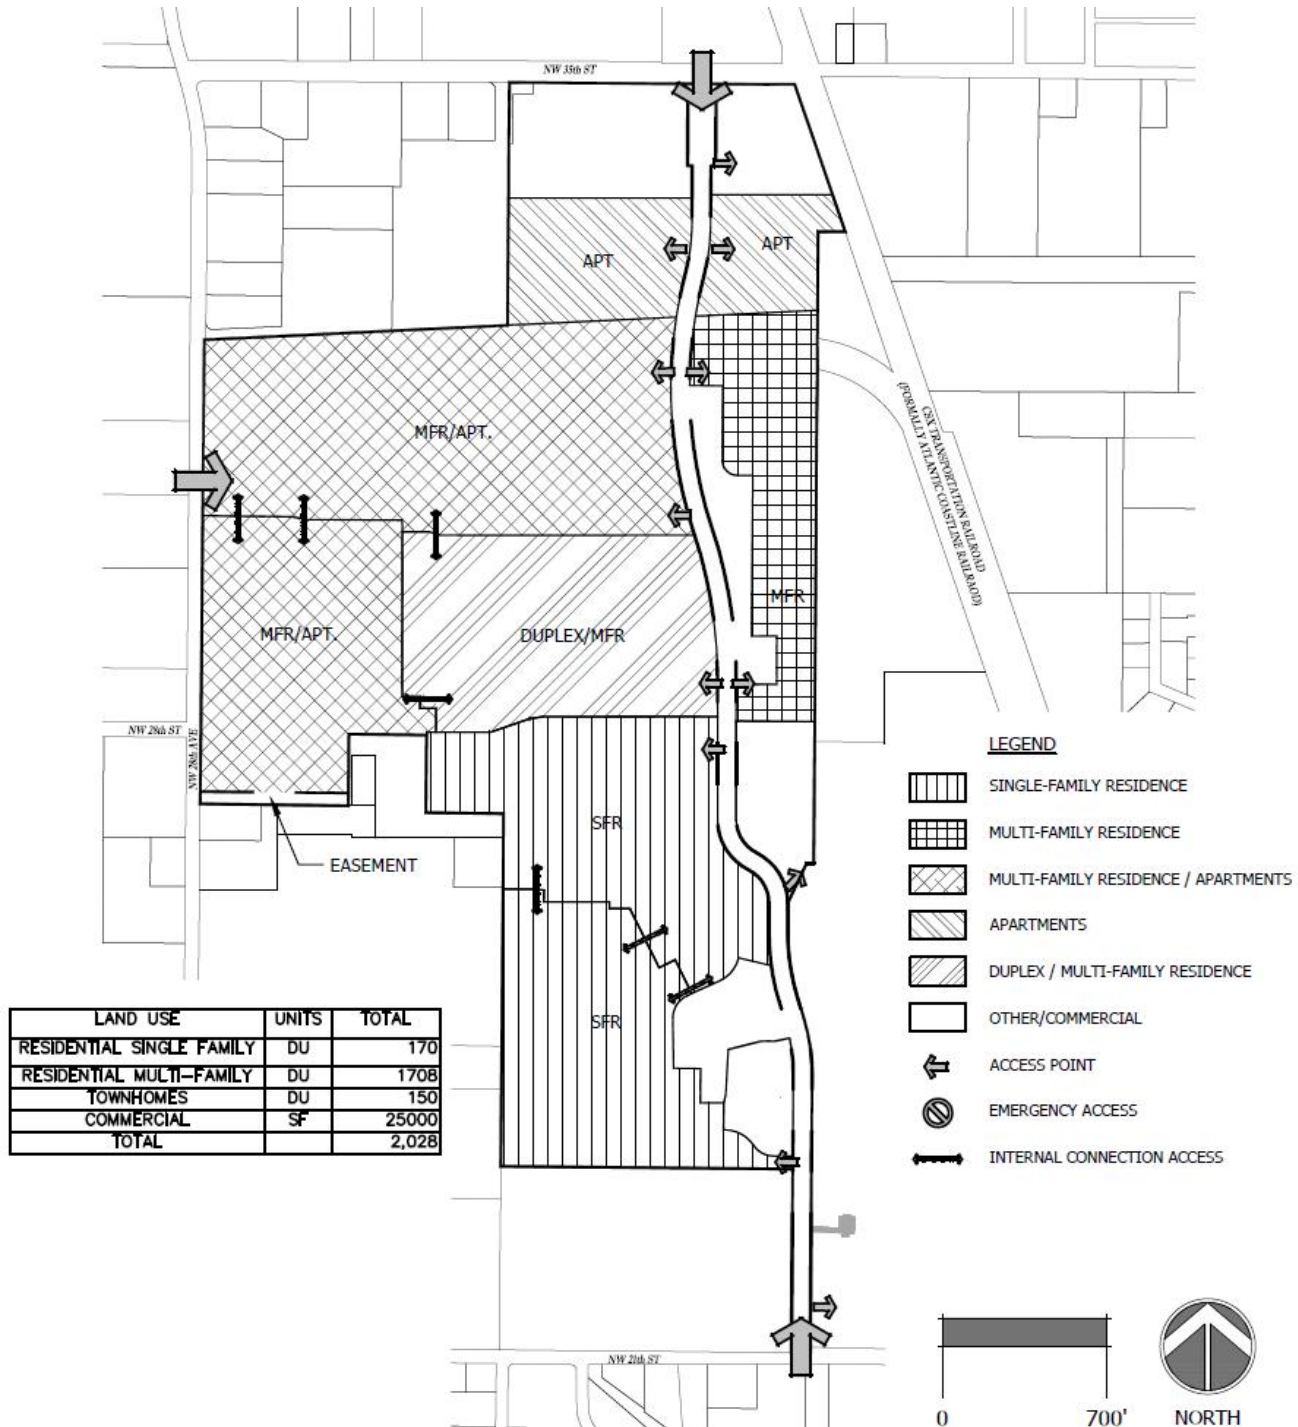 NW 35th ST
APT
APT
MFR/APT.
CSX TRANSPORTATION RAILROAD
(FORMALLY ATLANTIC COASTLINE RAILRAOD)
MFR
MFR/APT.
DUPLEX/MFR
NW 28th ST
NW 28th AVE
SFR
EASEMENT
SFR
LEGEND
SINGLE-FAMILY RESIDENCE
MULTI-FAMILY RESIDENCE
MULTI-FAMILY RESIDENCE / APARTMENTS
APARTMENTS
DUPLEX / MULTI-FAMILY RESIDENCE
OTHER/COMMERCIAL
ACCESS POINT
EMERGENCY ACCESS
INTERNAL CONNECTION ACCESS
LAND USE UNITS TOTAL
RESIDENTIAL SINGLE FAMILY DU 170
RESIDENTIAL MULTI-FAMILY DU 1708
TOWNHOMES DU 150
COMMERCIAL SF 25000
TOTAL 2,028
NW 21th ST
0 700' NORTH